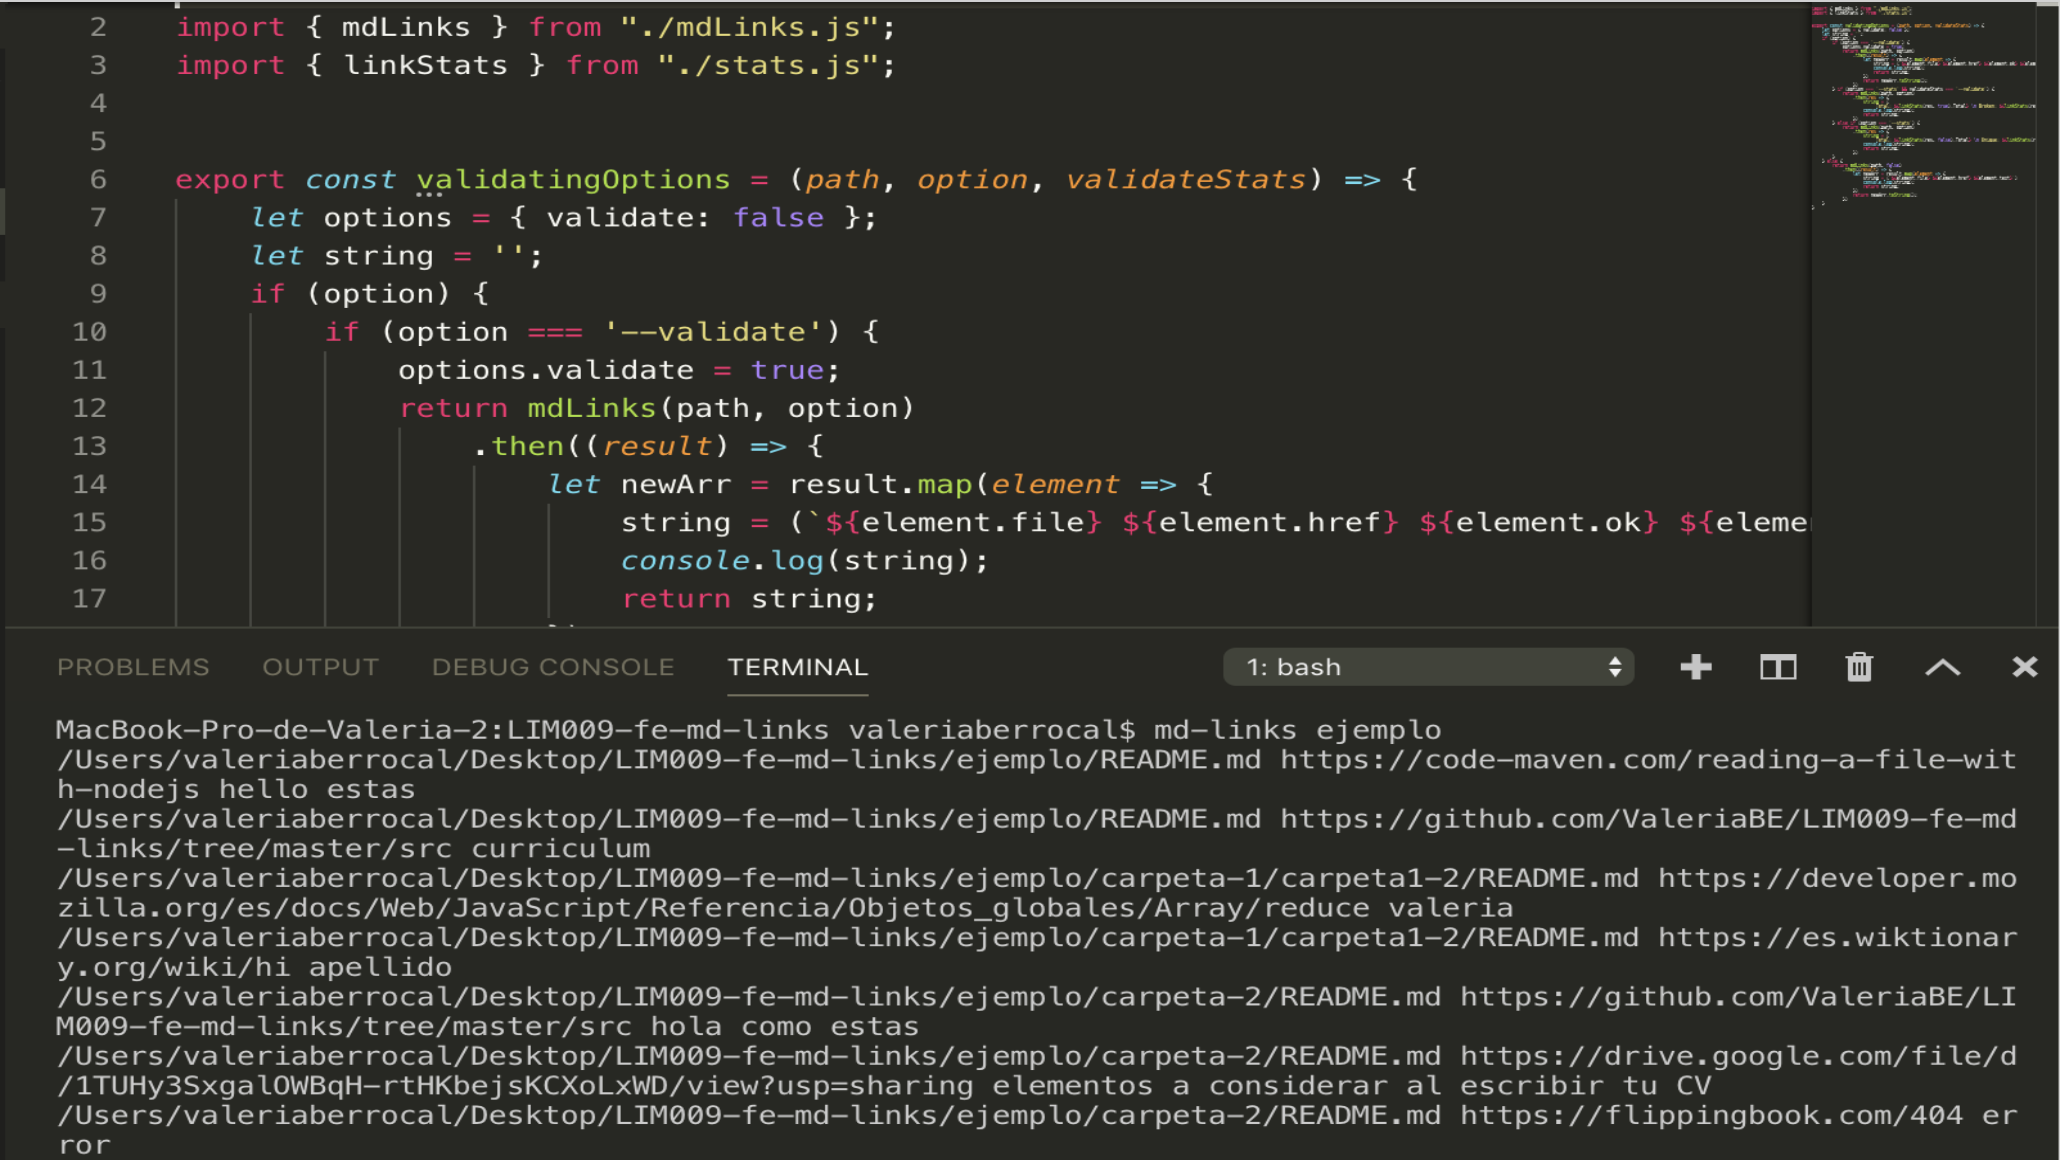 2 import { mdLinks } from "./mdLinks.js";
3 import { linkStats } from "./stats.js";
4
5
6 export const validatingOptions = (path, option, validateStats) => {
7 let options = { validate: false };
8 let string = '';
9 if (option) {
10 if (option === '--validate') {
11 options.validate = true;
12 return mdLinks(path, option)
13 .then((result) => {
14 let newArr = result.map(element => {
15 string = (`${element.file} ${element.href} ${element.ok} ${eleme
16 console.log(string);
17 return string;
PROBLEMS OUTPUT DEBUG CONSOLE TERMINAL 1: bash
MacBook-Pro-de-Valeria-2:LIM009-fe-md-links valeriaberrocal$ md-links ejemplo
/Users/valeriaberrocal/Desktop/LIM009-fe-md-links/ejemplo/README.md https://code-maven.com/reading-a-file-wit
h-nodejs hello estas
/Users/valeriaberrocal/Desktop/LIM009-fe-md-links/ejemplo/README.md https://github.com/ValeriaBE/LIM009-fe-md
-links/tree/master/src curriculum
/Users/valeriaberrocal/Desktop/LIM009-fe-md-links/ejemplo/carpeta-1/carpeta1-2/README.md https://developer.mo
zilla.org/es/docs/Web/JavaScript/Referencia/Objetos_globales/Array/reduce valeria
/Users/valeriaberrocal/Desktop/LIM009-fe-md-links/ejemplo/carpeta-1/carpeta1-2/README.md https://es.wiktionar
y.org/wiki/hi apellido
/Users/valeriaberrocal/Desktop/LIM009-fe-md-links/ejemplo/carpeta-2/README.md https://github.com/ValeriaBE/LI
M009-fe-md-links/tree/master/src hola como estas
/Users/valeriaberrocal/Desktop/LIM009-fe-md-links/ejemplo/carpeta-2/README.md https://drive.google.com/file/d
/1TUHy3SxgalOWBqH-rtHKbejsKCXoLxWD/view?usp=sharing elementos a considerar al escribir tu CV
/Users/valeriaberrocal/Desktop/LIM009-fe-md-links/ejemplo/carpeta-2/README.md https://flippingbook.com/404 er
ror